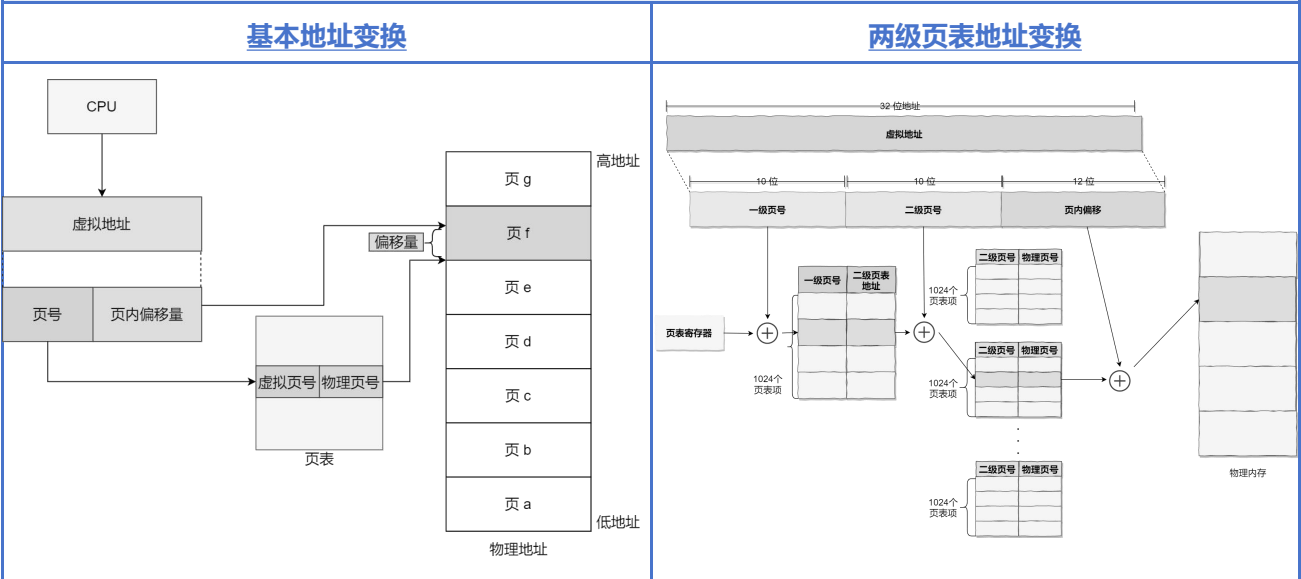 基本地址变换
两级页表地址变换
CPU
虚拟地址
页号
页内偏移量
虚拟页号
物理页号
页表
偏移量
高地址
页 g
页 f
页 e
页 d
页 c
页 b
页 a
低地址
物理地址
32 位地址
虚拟地址
10 位
10 位
12 位
一级页号
二级页号
页内偏移
页表寄存器
一级页号
二级页表
地址
1024个
页表项
二级页号
物理页号
1024个
页表项
二级页号
物理页号
1024个
页表项
二级页号
物理页号
1024个
页表项
物理内存